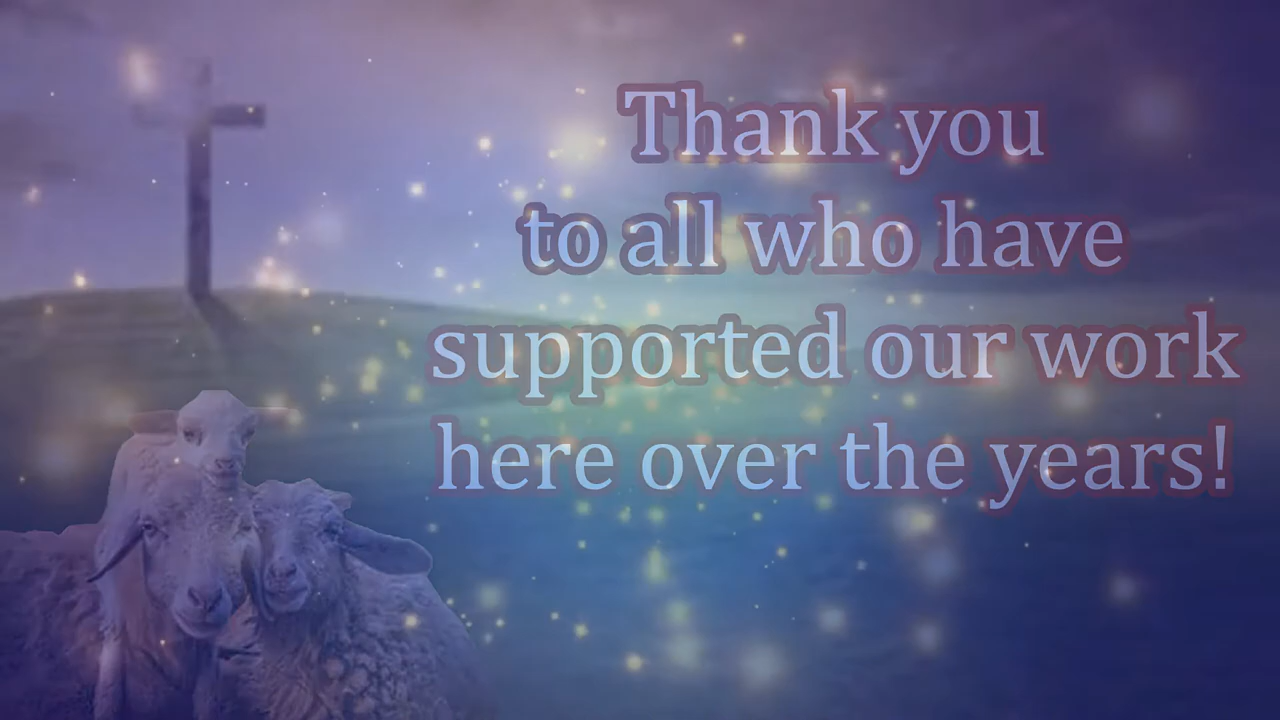 Thank you
to all who have
supported our work
here over the years!